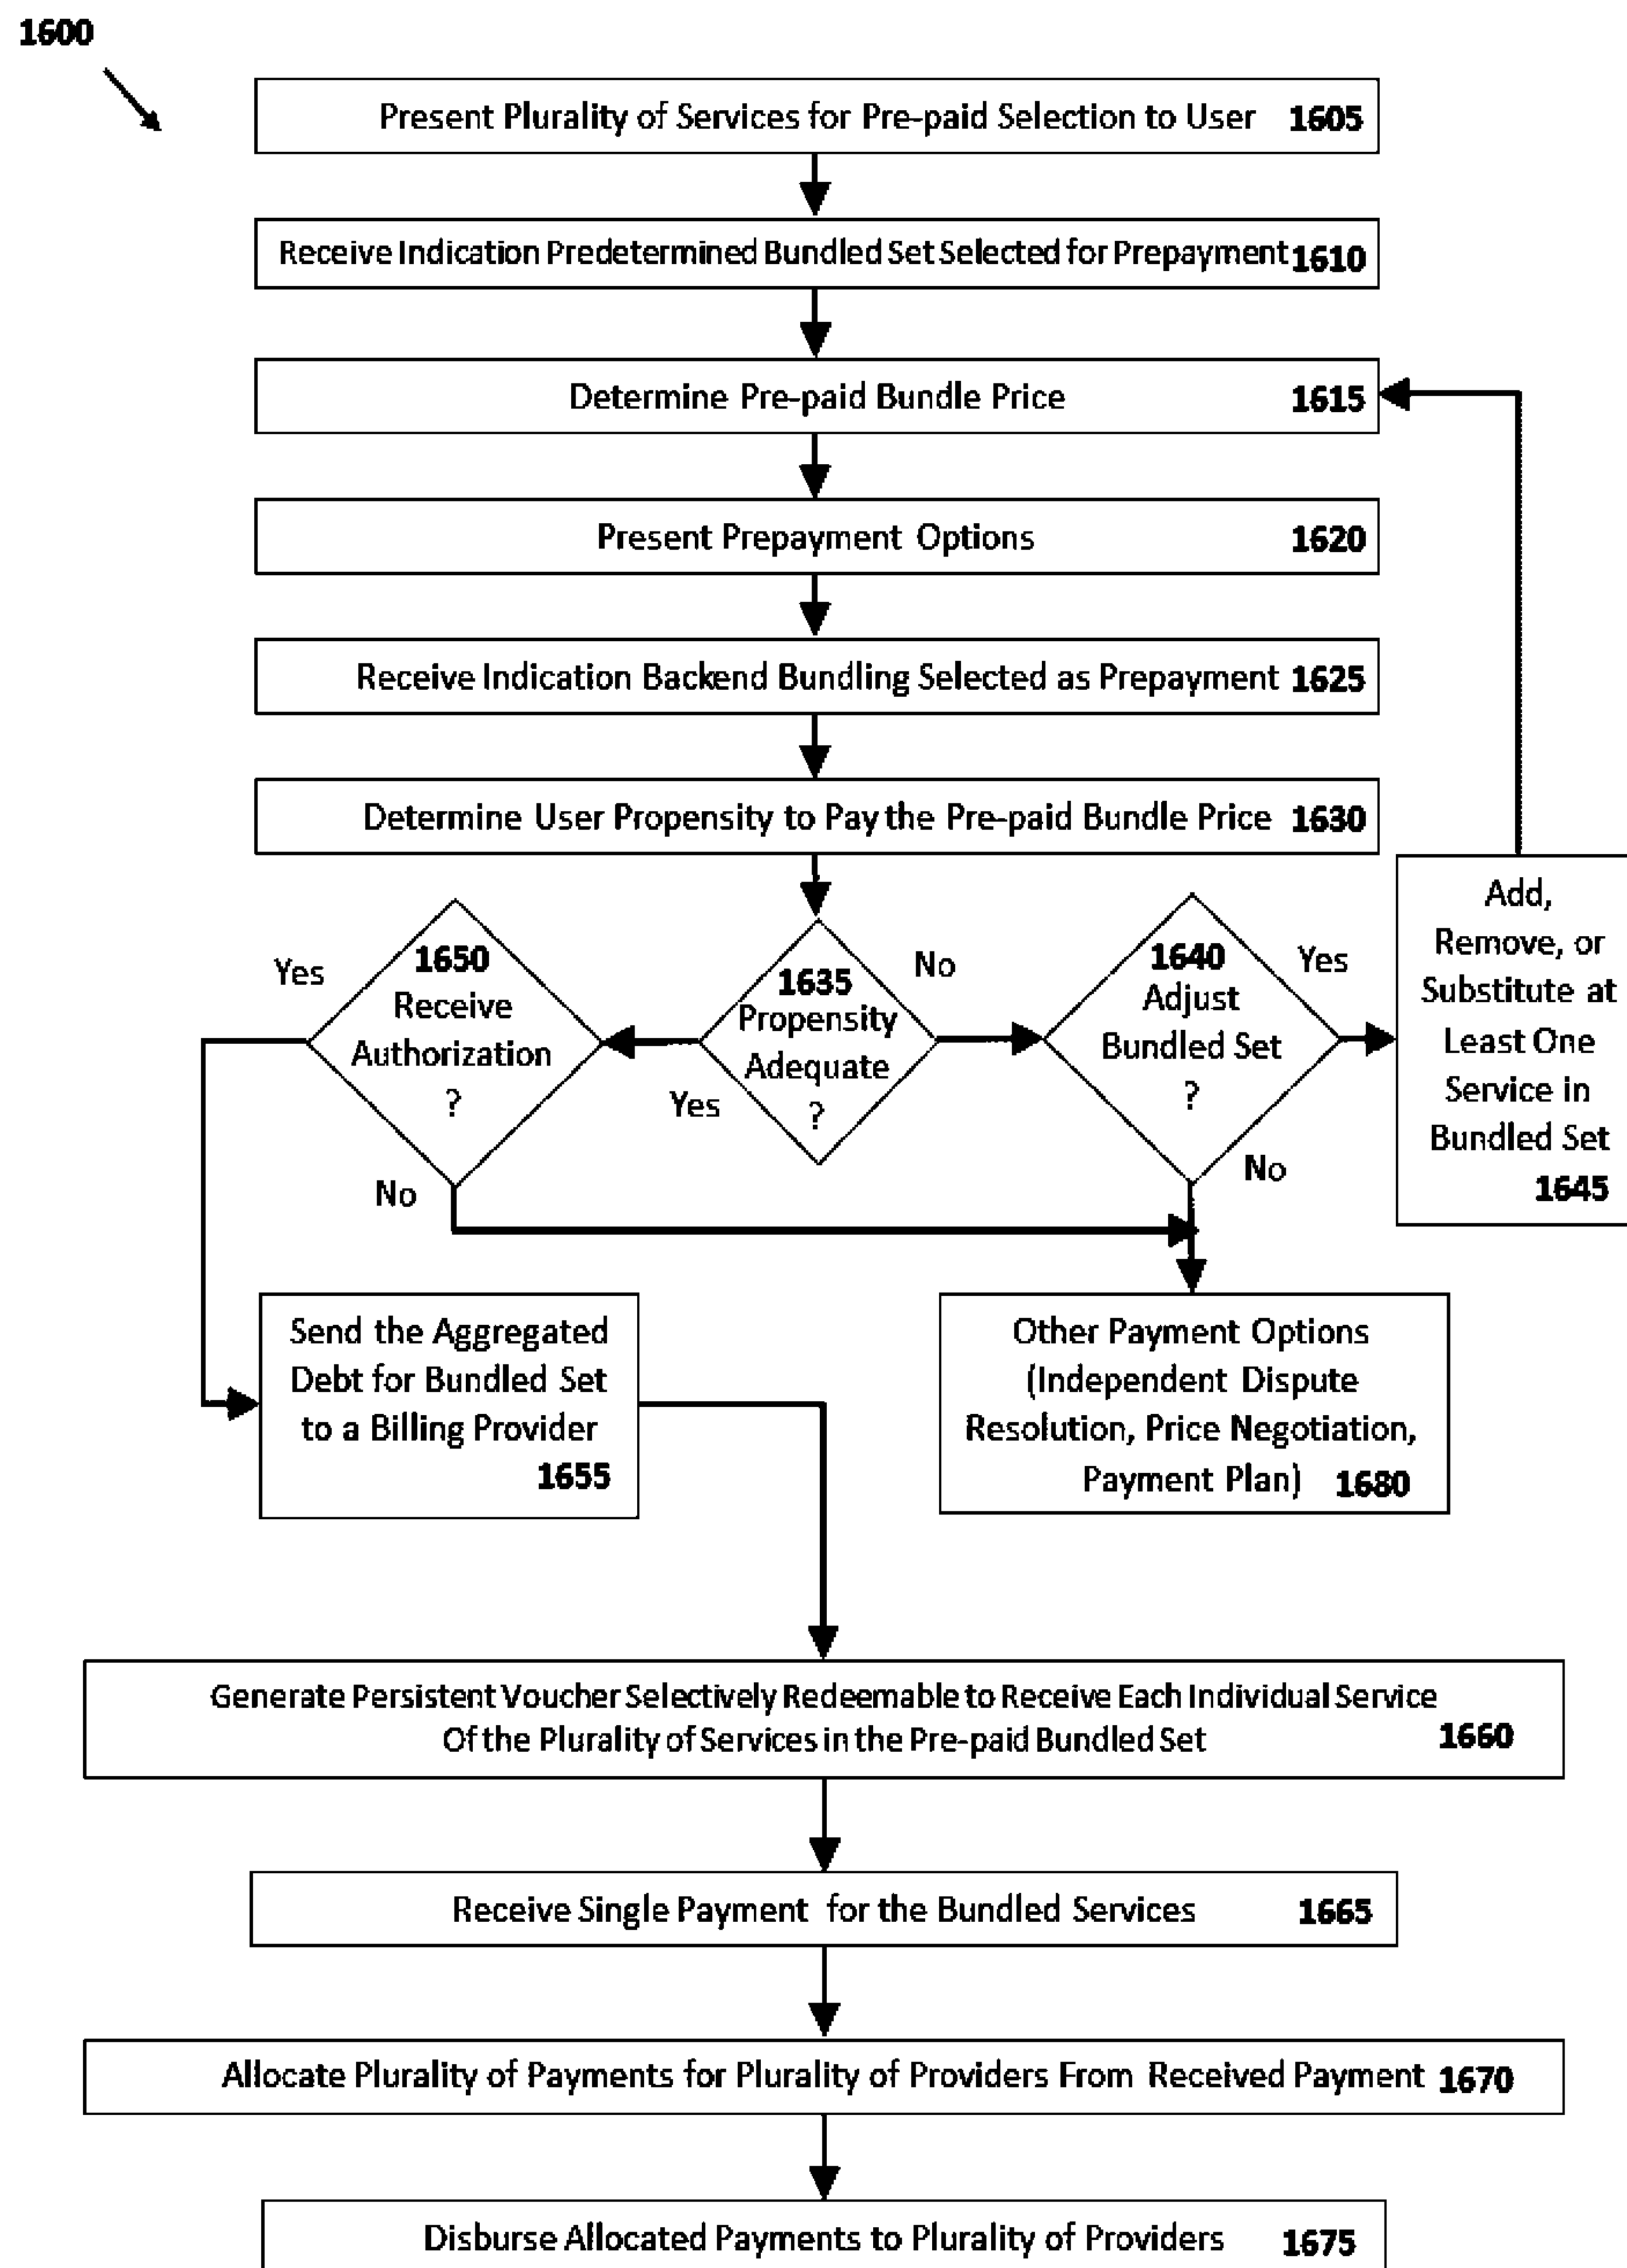 1600
Present Plurality of Services for Pre-paid Selection to User 1605
Receive Indication Predetermined Bundled Set Selected for Prepayment 1610
Determine Pre-paid Bundle Price 1615
Present Prepayment Options 1620
Receive Indication Backend Bundling Selected as Prepayment 1625
Determine User Propensity to Pay the Pre-paid Bundle Price 1630
Yes
1650
Receive
Authorization
?
No
Yes
1635
Propensity
Adequate
?
No
1640
Adjust
Bundled Set
?
Yes
No
Add,
Remove, or
Substitute at
Least One
Service in
Bundled Set
1645
Send the Aggregated
Debt for Bundled Set
to a Billing Provider
1655
Other Payment Options
(Independent Dispute
Resolution, Price Negotiation,
Payment Plan) 1680
Generate Persistent Voucher Selectively Redeemable to Receive Each Individual Service
Of the Plurality of Services in the Pre-paid Bundled Set 1660
Receive Single Payment for the Bundled Services 1665
Allocate Plurality of Payments for Plurality of Providers From Received Payment 1670
Disburse Allocated Payments to Plurality of Providers 1675